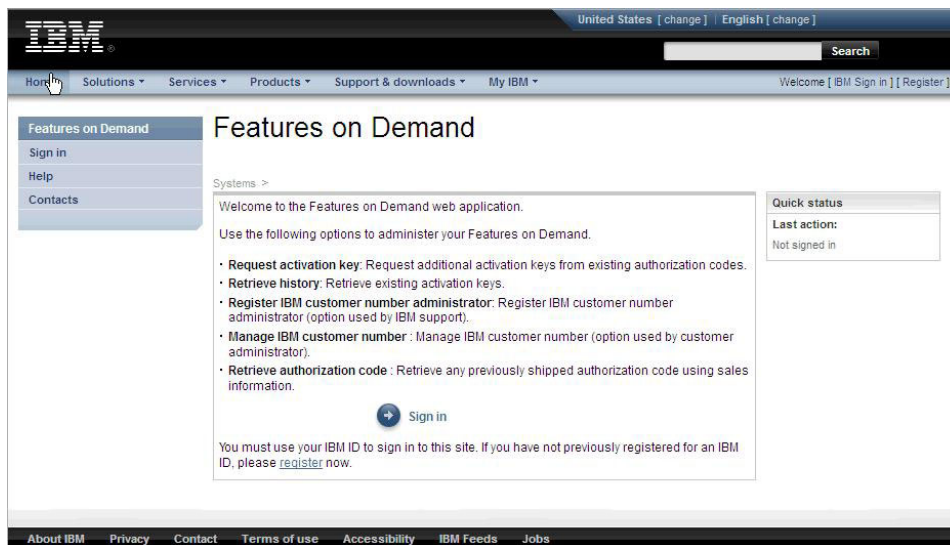 United States [ change ] | English [ change ]
IBM®
Search
Home Solutions Services Products Support & downloads My IBM Welcome [ IBM Sign in ] [ Register ]
Features on Demand
Sign in
Help
Contacts
Features on Demand
Systems >
Welcome to the Features on Demand web application.
Use the following options to administer your Features on Demand.
· Request activation key: Request additional activation keys from existing authorization codes.
· Retrieve history: Retrieve existing activation keys.
· Register IBM customer number administrator: Register IBM customer number
administrator (option used by IBM support).
· Manage IBM customer number : Manage IBM customer number (option used by customer
administrator).
· Retrieve authorization code : Retrieve any previously shipped authorization code using sales
information.
Sign in
You must use your IBM ID to sign in to this site. If you have not previously registered for an IBM
ID, please register now.
Quick status
Last action:
Not signed in
About IBM Privacy Contact Terms of use Accessibility IBM Feeds Jobs